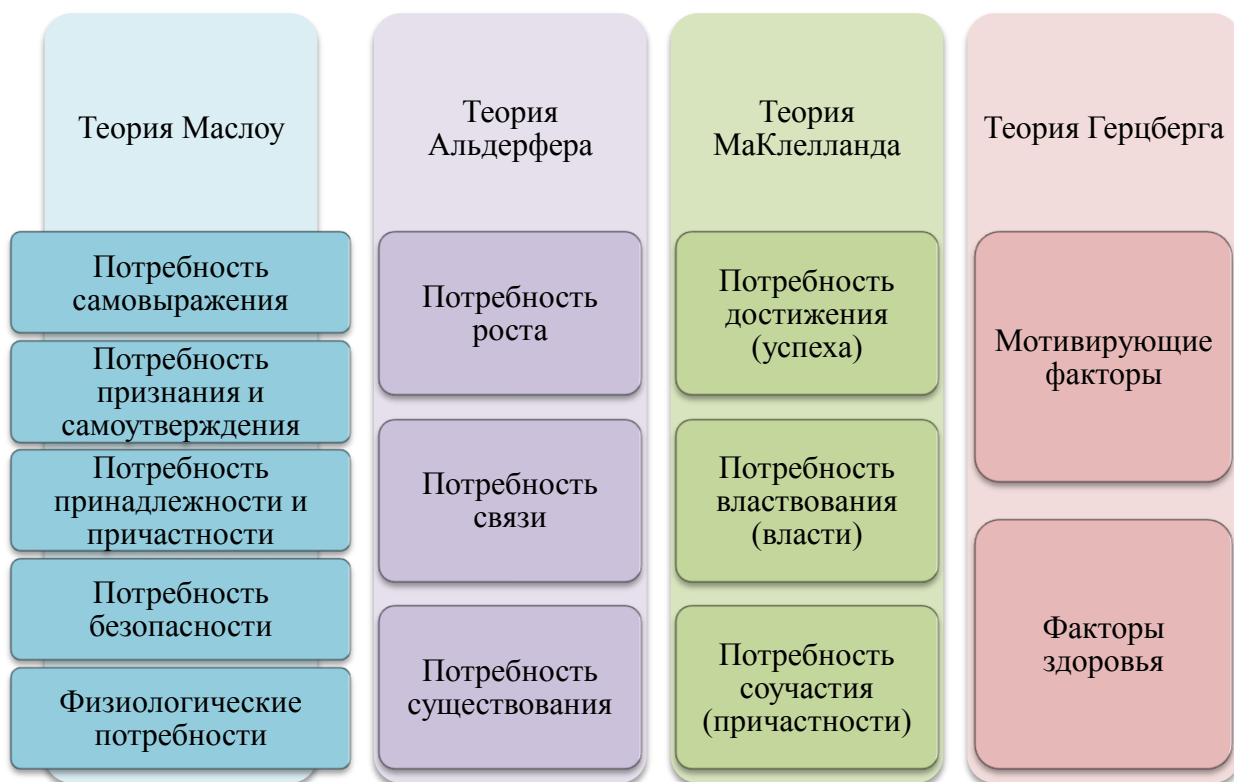 Теория Маслоу
Потребность
самовыражения
Потребность
признания и
самоутверждения
Потребность
принадлежности и
причастности
Потребность
безопасности
Физиологические
потребности
Теория
Альдерфера
Потребность
роста
Потребность
связи
Потребность
существования
Теория
МаКлелланда
Потребность
достижения
(успеха)
Потребность
властвования
(власти)
Потребность
соучастия
(причастности)
Теория Герцберга
Мотивирующие
факторы
Факторы
здоровья